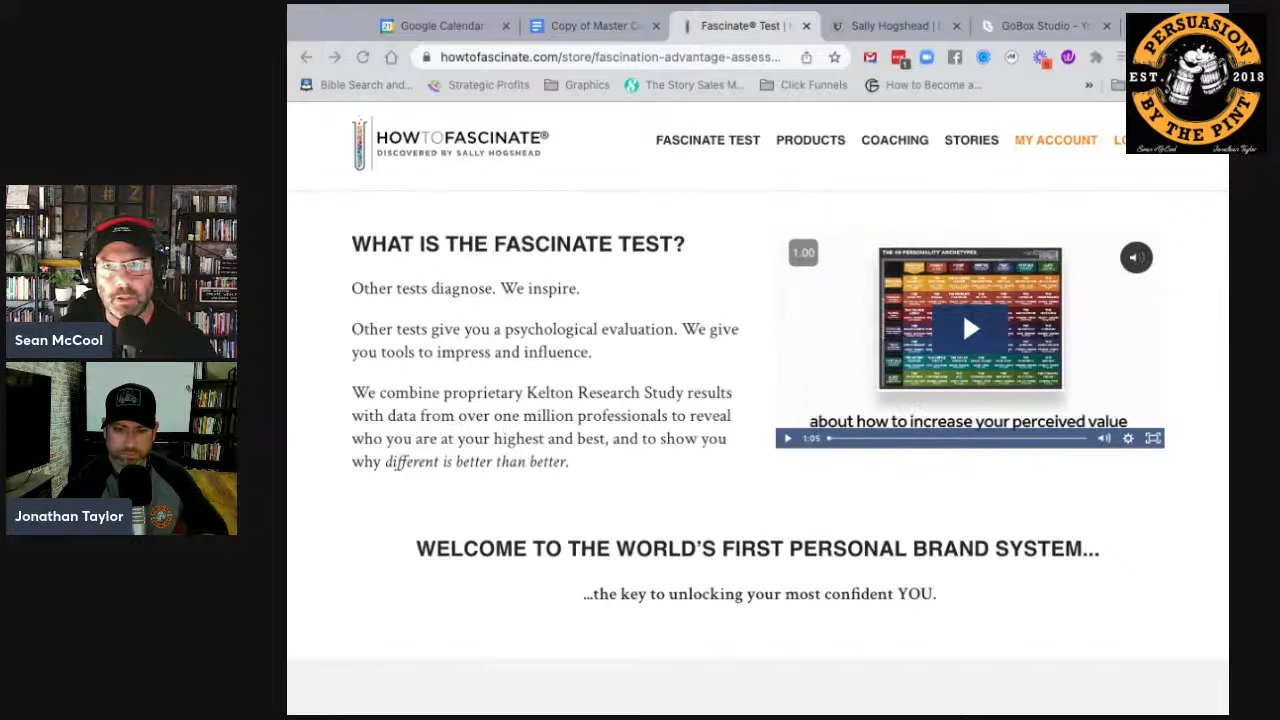 Google Calendar
Copy of Master C
Fascinate® Test |
Sally Hogshead |
GoBox Studio - Yo
howtofascinate.com/store/fascination-advantage-assess...
Bible Search and...
Strategic Profits
Graphics
The Story Sales M...
Click Funnels
How to Become a...
»
PERSUASION
EST. 2018
BY THE PINT
Sean McCool
Jonathan Taylor
HOWTOFASCINATE®
DISCOVERED BY SALLY HOGSHEAD
FASCINATE TEST
PRODUCTS
COACHING
STORIES
MY ACCOUNT
LO
WHAT IS THE FASCINATE TEST?
Other tests diagnose. We inspire.
Other tests give you a psychological evaluation. We give
you tools to impress and influence.
We combine proprietary Kelton Research Study results
with data from over one million professionals to reveal
who you are at your highest and best, and to show you
why different is better than better.
1.00
THE 49 PERSONALITY ARCHETYPES
about how to increase your perceived value
1:05
Sean McCool
Jonathan Taylor
WELCOME TO THE WORLD'S FIRST PERSONAL BRAND SYSTEM...
...the key to unlocking your most confident YOU.